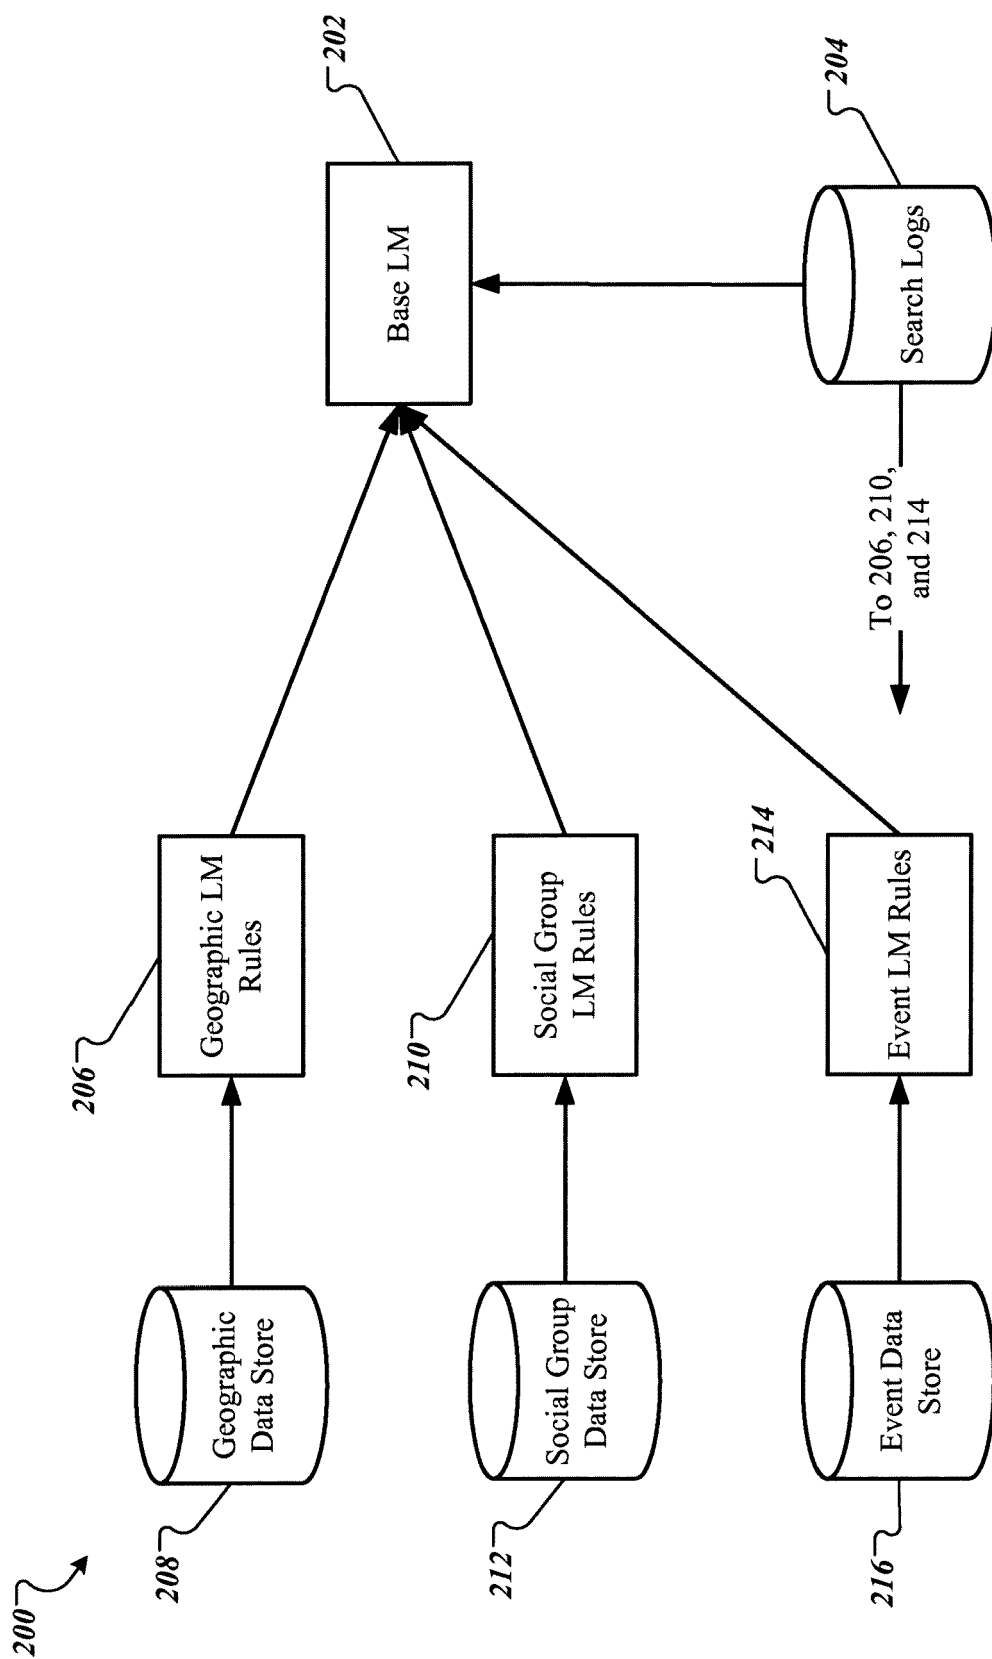 200
208
Geographic
Data Store
206
Geographic LM
Rules
202
Base LM
212
Social Group
Data Store
210
Social Group
LM Rules
216
Event Data
Store
214
Event LM Rules
To 206, 210,
and 214
204
Search Logs